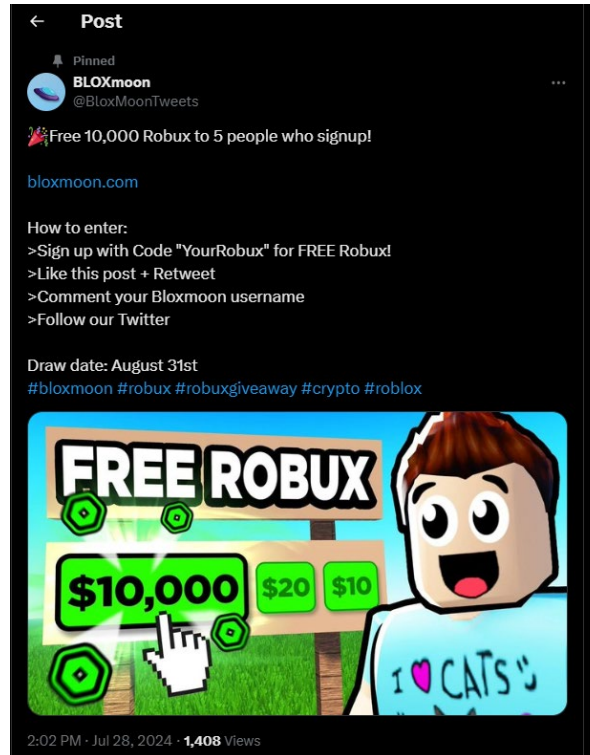 Post
Pinned
BLOXmoon
@BloxMoonTweets
🎉Free 10,000 Robux to 5 people who signup!
bloxmoon.com
How to enter:
>Sign up with Code "YourRobux" for FREE Robux!
>Like this post + Retweet
>Comment your Bloxmoon username
>Follow our Twitter
Draw date: August 31st
#bloxmoon #robux #robuxgiveaway #crypto #roblox
FREE ROBUX
$10,000 $20 $10
I ♥ CATS
2:02 PM · Jul 28, 2024 · 1,408 Views